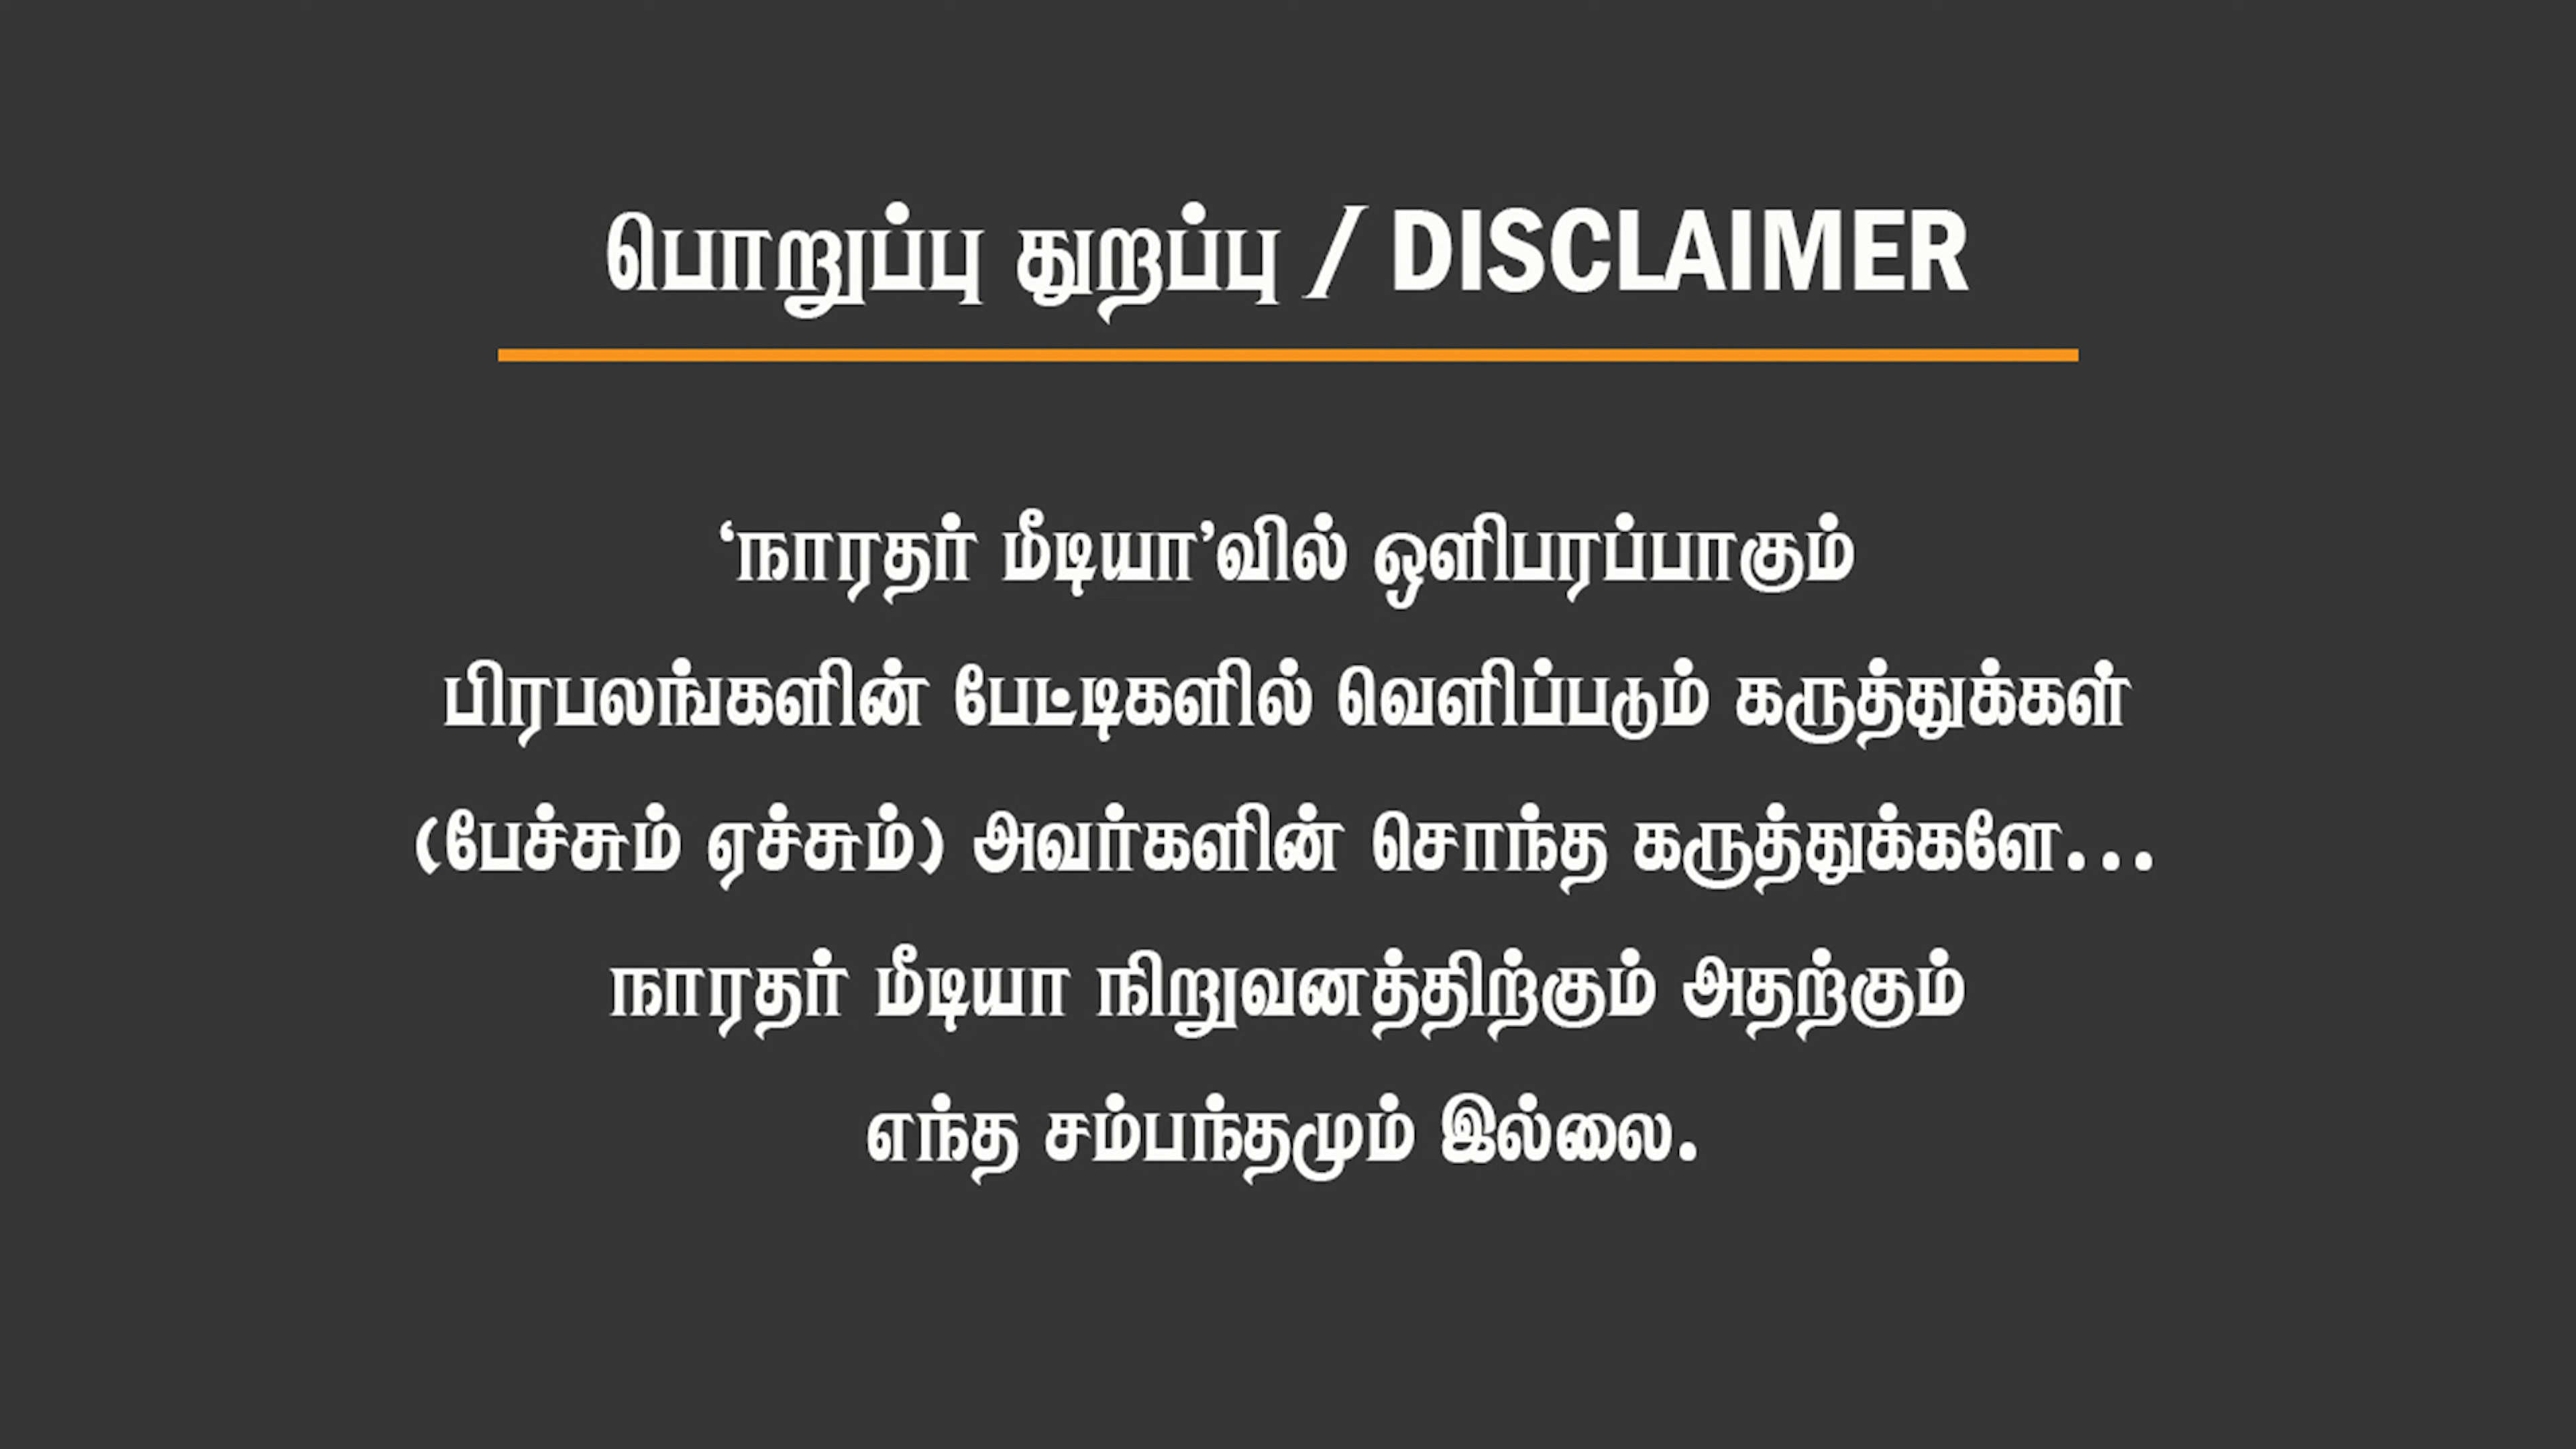 பொறுப்பு துறப்பு / DISCLAIMER
‘நாரதர் மீடியா’வில் ஒளிபரப்பாகும்
பிரபலங்களின் பேட்டிகளில் வெளிப்படும் கருத்துக்கள்
(பேச்சும் ஏச்சும்) அவர்களின் சொந்த கருத்துக்களே...
நாரதர் மீடியா நிறுவனத்திற்கும் அதற்கும்
எந்த சம்பந்தமும் இல்லை.